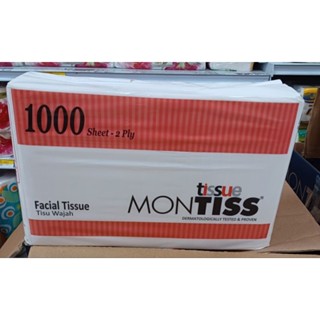 1000 Sheet - 2 Ply
tissue
MONTISS®
DERMATOLOGICALLY TESTED & PROVEN
Facial Tissue
Tisu Wajah